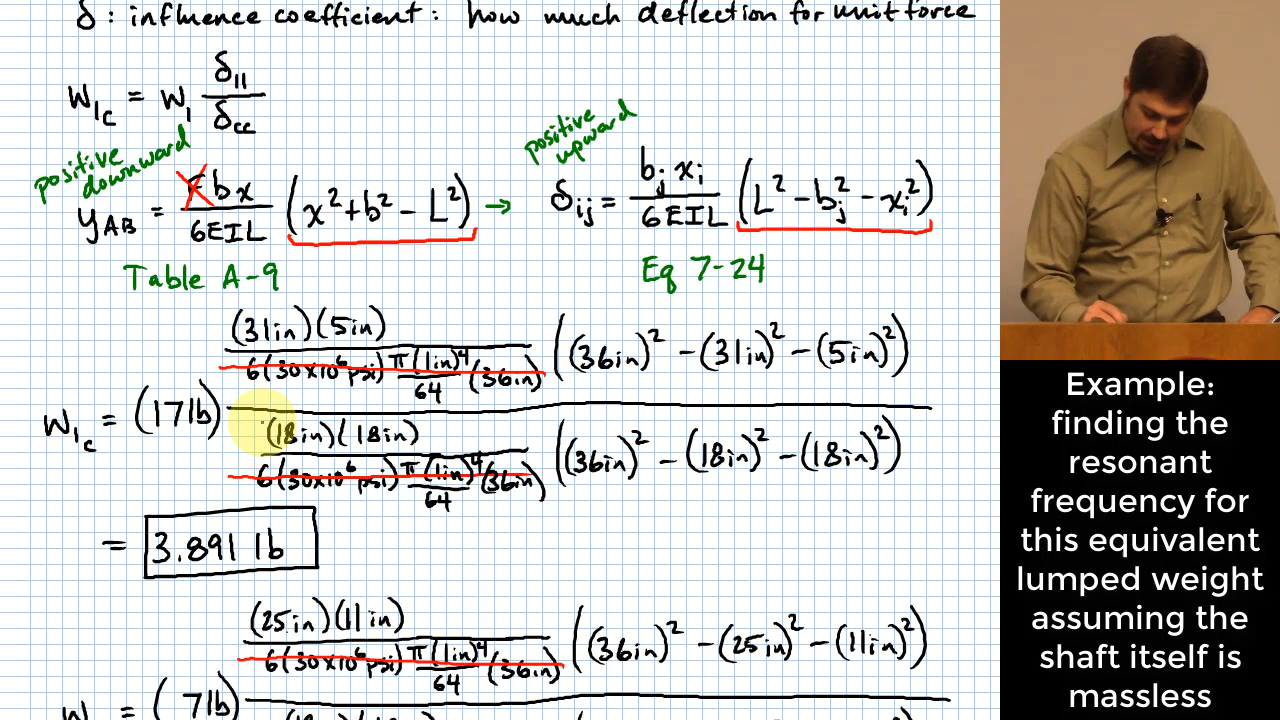 δ : influence coefficient : how much deflection for unit force
W₁c = W₁ δ₁₁ / δcc
positive downward
positive upward
yAB = Fbx / 6EIL (x² + b² - L²) → δij = bj xi / 6EIL (L² - bj² - xi²)
Table A-9
Eq 7-24
(31in)(5in) / 6(30x10⁶ psi) π(1in)⁴/64 (36in) ((36in)² - (31in)² - (5in)²)
W₁c = (17lb)
(18in)(18in) / 6(30x10⁶ psi) π(1in)⁴/64 (36in) ((36in)² - (18in)² - (18in)²)
= 3.891 lb
(25in)(11in) / 6(30x10⁶ psi) π(1in)⁴/64 (36in) ((36in)² - (25in)² - (11in)²)
= ( 7lb)
Example:
finding the
resonant
frequency for
this equivalent
lumped weight
assuming the
shaft itself is
massless